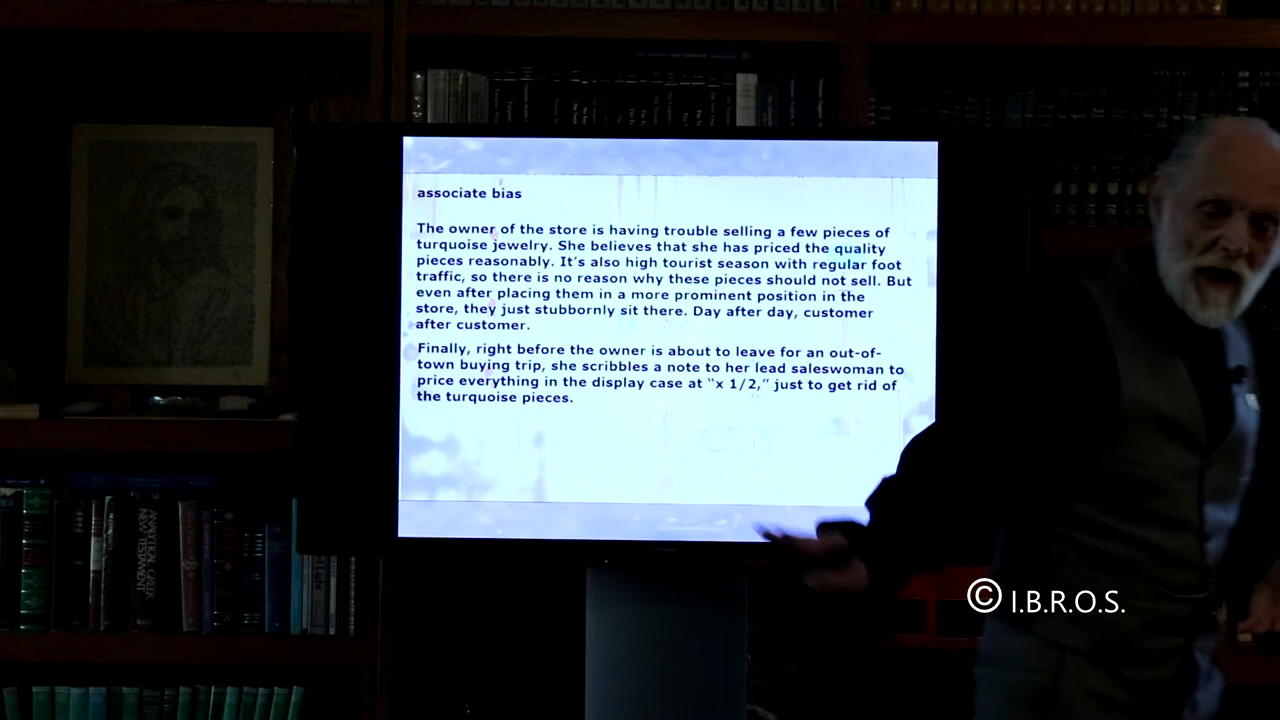 associate bias
The owner of the store is having trouble selling a few pieces of
turquoise jewelry. She believes that she has priced the quality
pieces reasonably. It's also high tourist season with regular foot
traffic, so there is no reason why these pieces should not sell. But
even after placing them in a more prominent position in the
store, they just stubbornly sit there. Day after day, customer
after customer.
Finally, right before the owner is about to leave for an out-of-
town buying trip, she scribbles a note to her lead saleswoman to
price everything in the display case at "x 1/2," just to get rid of
the turquoise pieces.
ANALYTICAL GREEK
NEW TESTAMENT
© I.B.R.O.S.